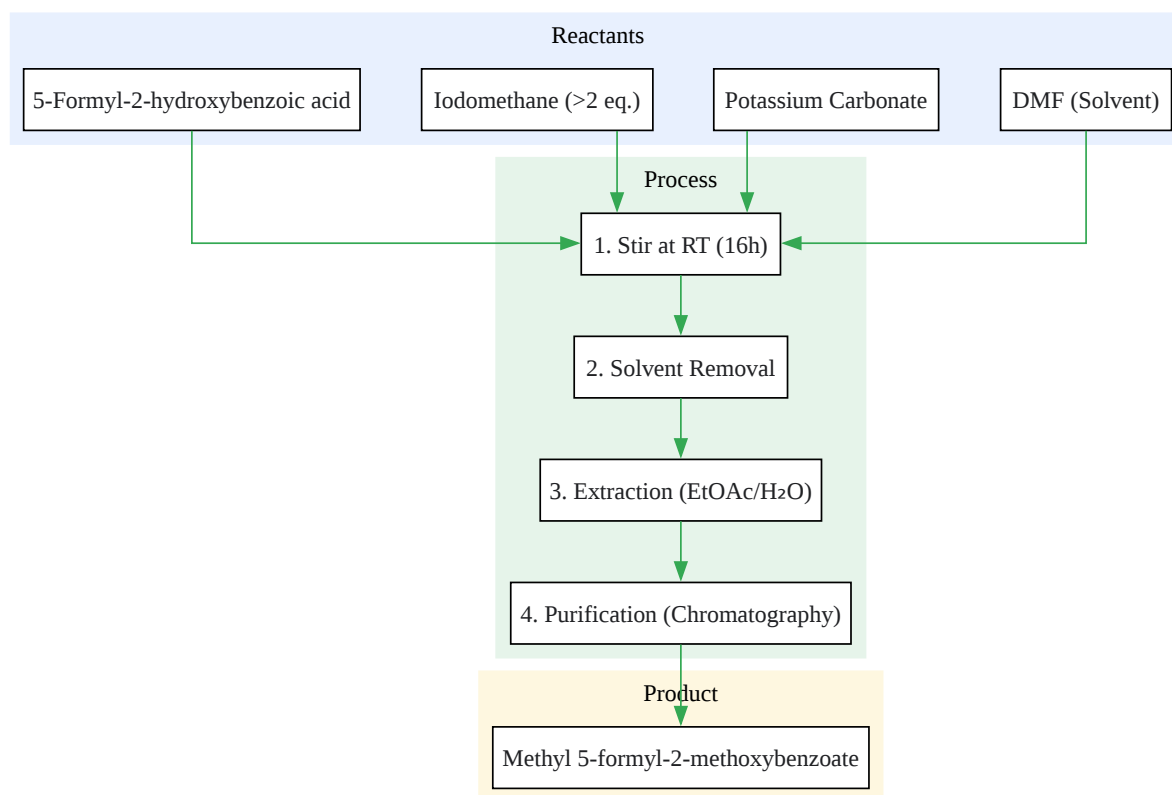 Reactants
5-Formyl-2-hydroxybenzoic acid
Iodomethane (>2 eq.)
Potassium Carbonate
DMF (Solvent)
Process
1. Stir at RT (16h)
2. Solvent Removal
3. Extraction (EtOAc/H₂O)
4. Purification (Chromatography)
Product
Methyl 5-formyl-2-methoxybenzoate